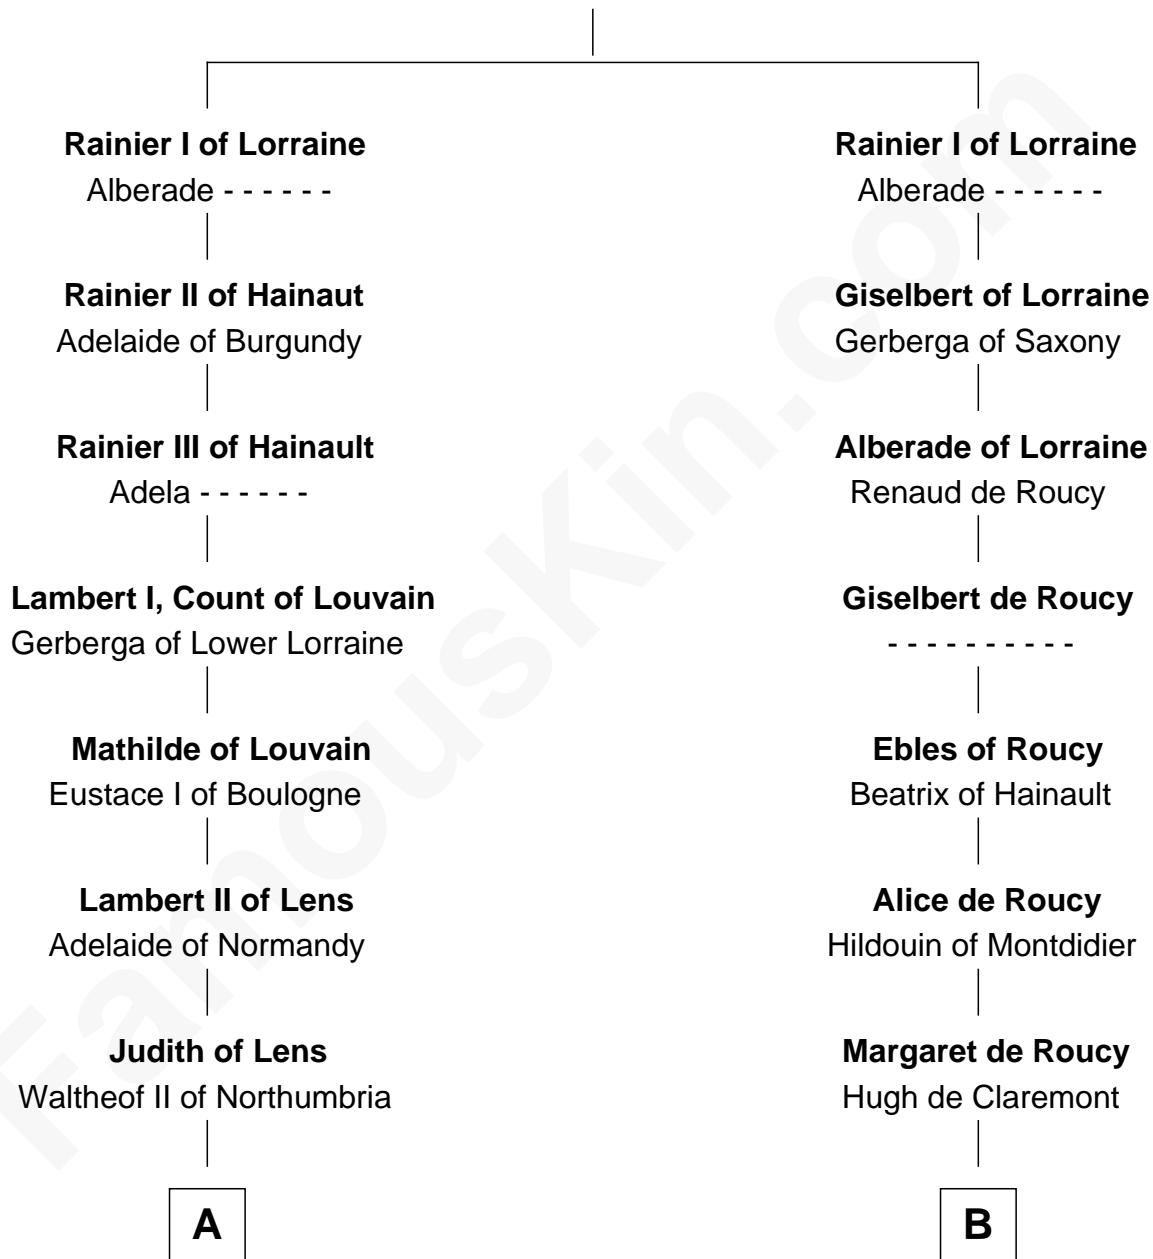 Rainier I of Lorraine
Alberade - - - - - -
Rainier II of Hainaut
Adelaide of Burgundy
Rainier III of Hainault
Adela - - - - - -
Lambert I, Count of Louvain
Gerberga of Lower Lorraine
Mathilde of Louvain
Eustace I of Boulogne
Lambert II of Lens
Adelaide of Normandy
Judith of Lens
Waltheof II of Northumbria
A
Rainier I of Lorraine
Alberade - - - - - -
Giselbert of Lorraine
Gerberga of Saxony
Alberade of Lorraine
Renaud de Roucy
Giselbert de Roucy
- - - - - - - - - -
Ebles of Roucy
Beatrix of Hainault
Alice de Roucy
Hildouin of Montdidier
Margaret de Roucy
Hugh de Claremont
B
FamousKin.com